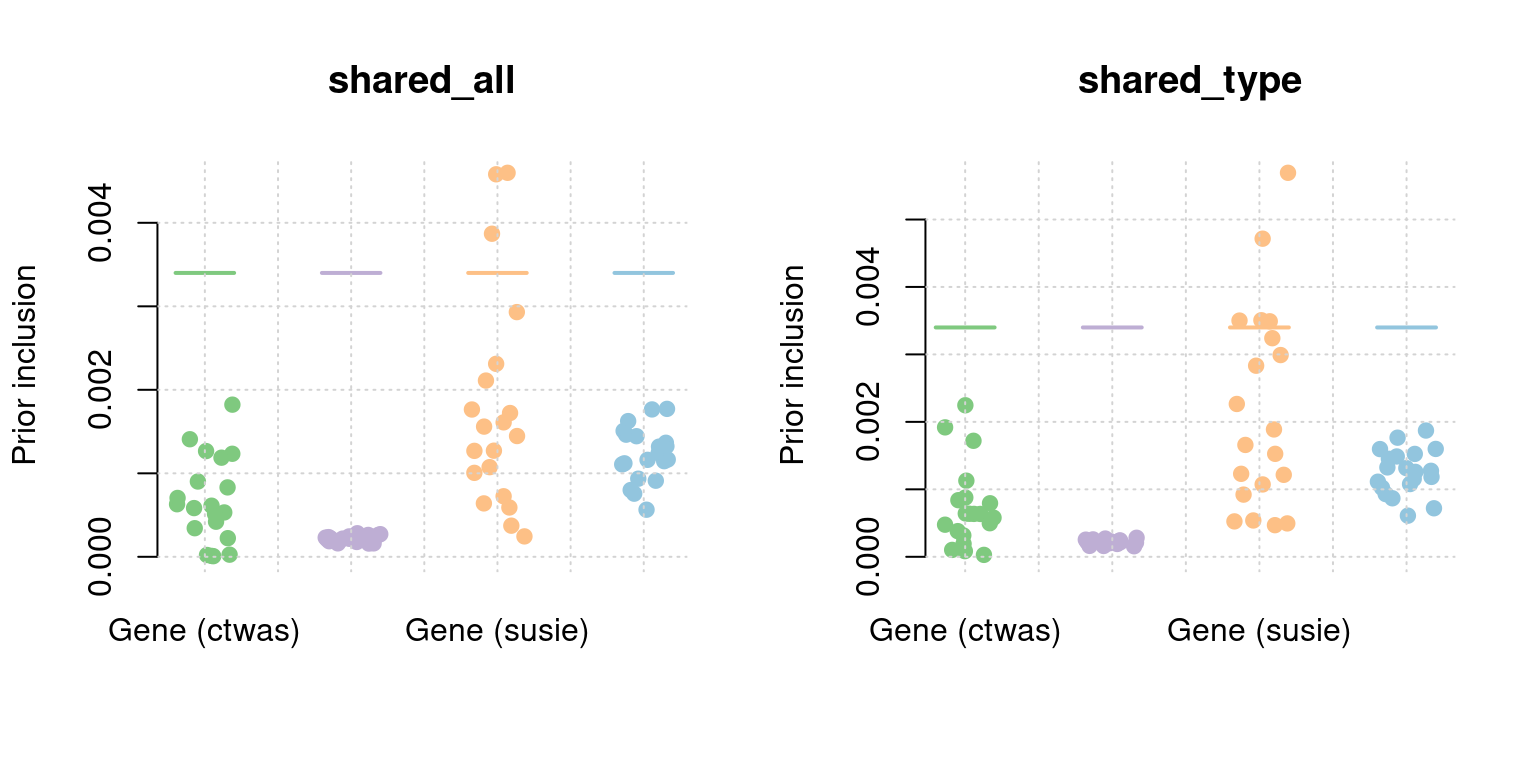 shared_all
Prior inclusion
0.004
0.002
0.000
Gene (ctwas)
Gene (susie)
shared_type
Prior inclusion
0.004
0.002
0.000
Gene (ctwas)
Gene (susie)